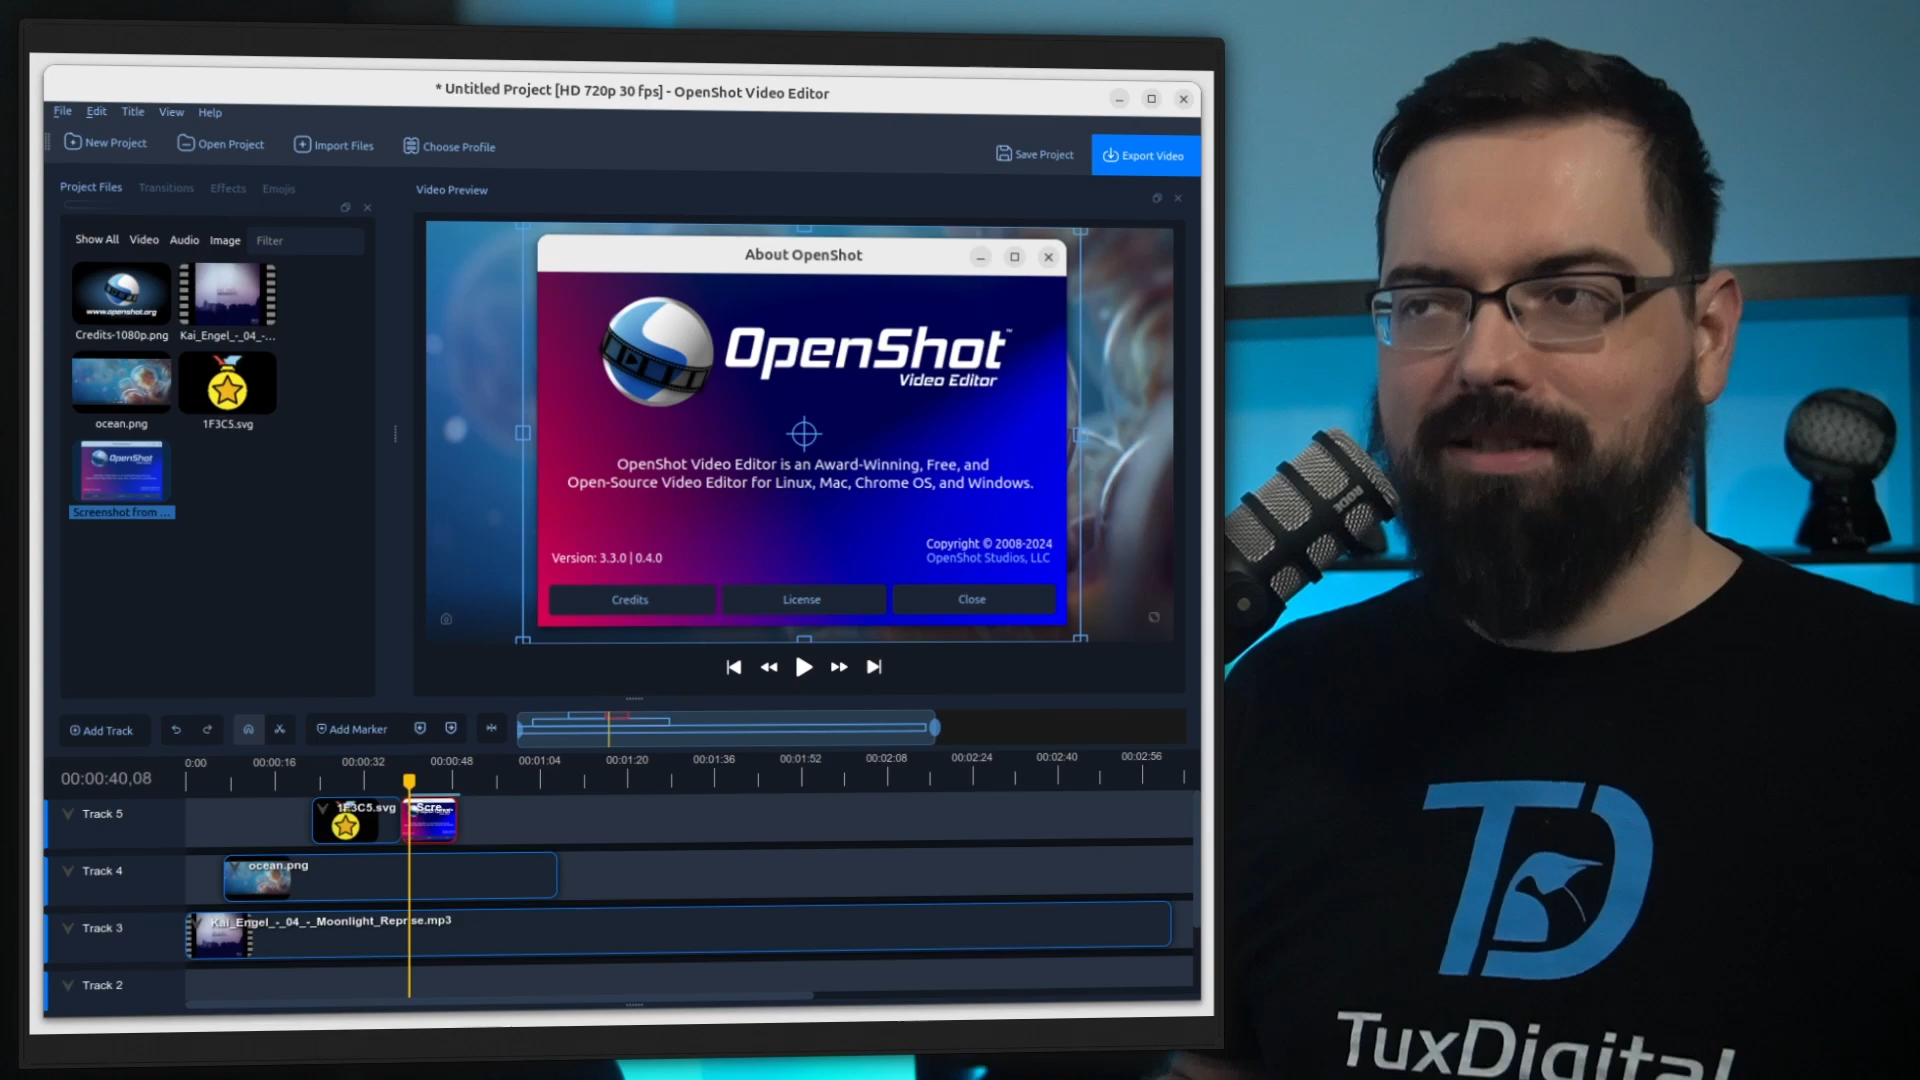 * Untitled Project [HD 720p 30 fps] - OpenShot Video Editor
File Edit Title View Help
New Project Open Project Import Files Choose Profile Save Project Export Video
Project Files Transitions Effects Emojis
Video Preview
Show All Video Audio Image Filter
www.openshot.org
Credits-1080p.png Kai_Engel_-_04_-...
ocean.png 1F3C5.svg
OpenShot
Screenshot from ...
About OpenShot
OpenShot™
Video Editor
OpenShot Video Editor is an Award-Winning, Free, and
Open-Source Video Editor for Linux, Mac, Chrome OS, and Windows.
Version: 3.3.0 | 0.4.0
Copyright © 2008-2024
OpenShot Studios, LLC
Credits License Close
Add Track Add Marker
00:00:40,08
0:00 00:00:16 00:00:32 00:00:48 00:01:04 00:01:20 00:01:36 00:01:52 00:02:08 00:02:24 00:02:40 00:02:56
Track 5 1F3C5.svg Scre...
Track 4 ocean.png
Track 3 Kai_Engel_-_04_-_Moonlight_Reprise.mp3
Track 2
RODE
TD
TuxDigital